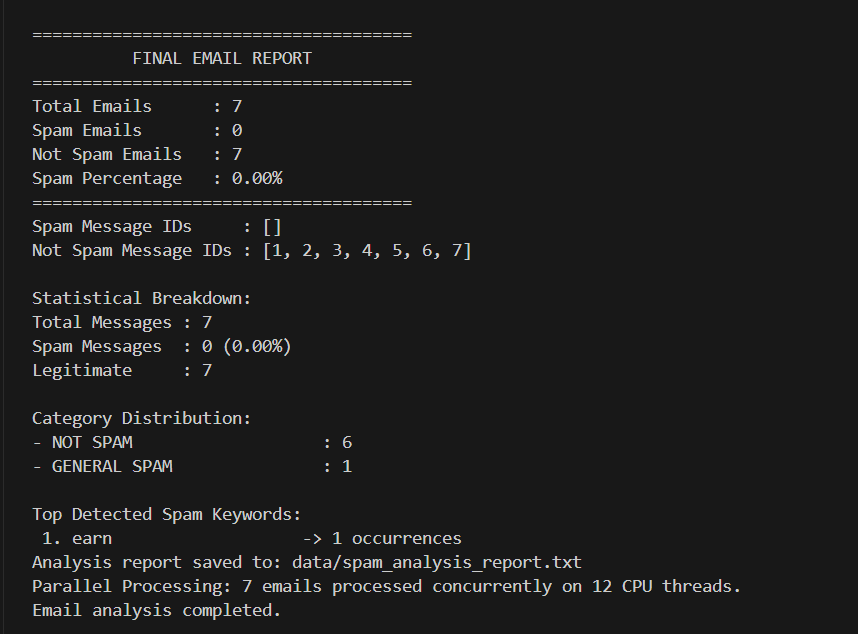 ======================================
FINAL EMAIL REPORT
======================================
Total Emails      : 7
Spam Emails       : 0
Not Spam Emails   : 7
Spam Percentage   : 0.00%
======================================
Spam Message IDs     : []
Not Spam Message IDs : [1, 2, 3, 4, 5, 6, 7]
Statistical Breakdown:
Total Messages : 7
Spam Messages  : 0 (0.00%)
Legitimate     : 7
Category Distribution:
- NOT SPAM                   : 6
- GENERAL SPAM               : 1
Top Detected Spam Keywords:
1. earn                   -> 1 occurrences
Analysis report saved to: data/spam_analysis_report.txt
Parallel Processing: 7 emails processed concurrently on 12 CPU threads.
Email analysis completed.